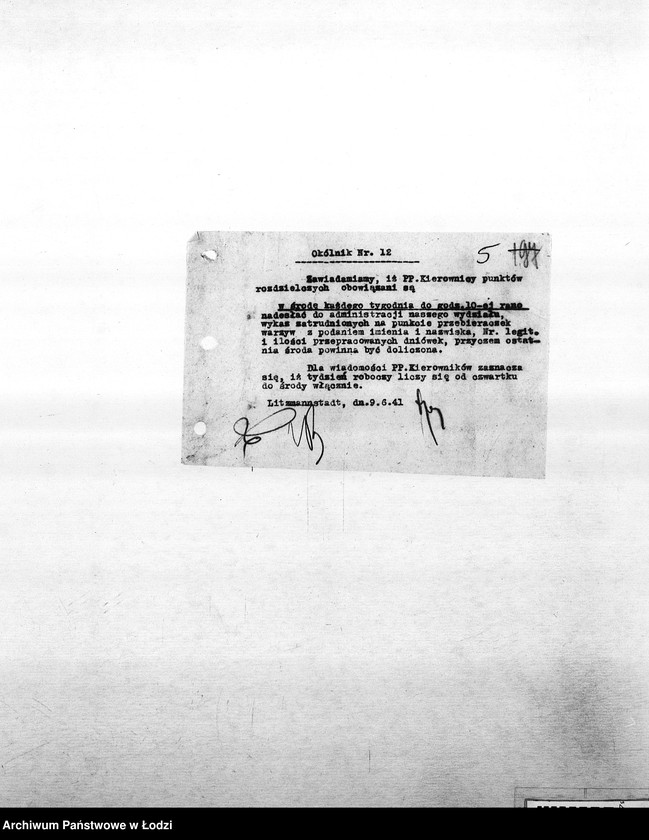 Okólnik Nr. 12
5 197
Zawiadamiamy, iż PP.Kierownicy punktów
rozdzielczych obowiązani są
w środę każdego tygodnia do godz.10-ej rano
nadesłać do administracji naszego wydziału,
wykaz zatrudnionych na punkcie przebieraczek
warzyw z podaniem imienia i nazwiska, Nr. legit.
i ilości przepracowanych dniówek, przyczem ostat-
nia środa powinna być doliczona.
Dla wiadomości PP.Kierowników zaznacza
się, iż tydzień roboczy liczy się od czwartku
do środy włącznie.
Litzmannstadt, dn.9.6.41
Archiwum Państwowe w Łodzi